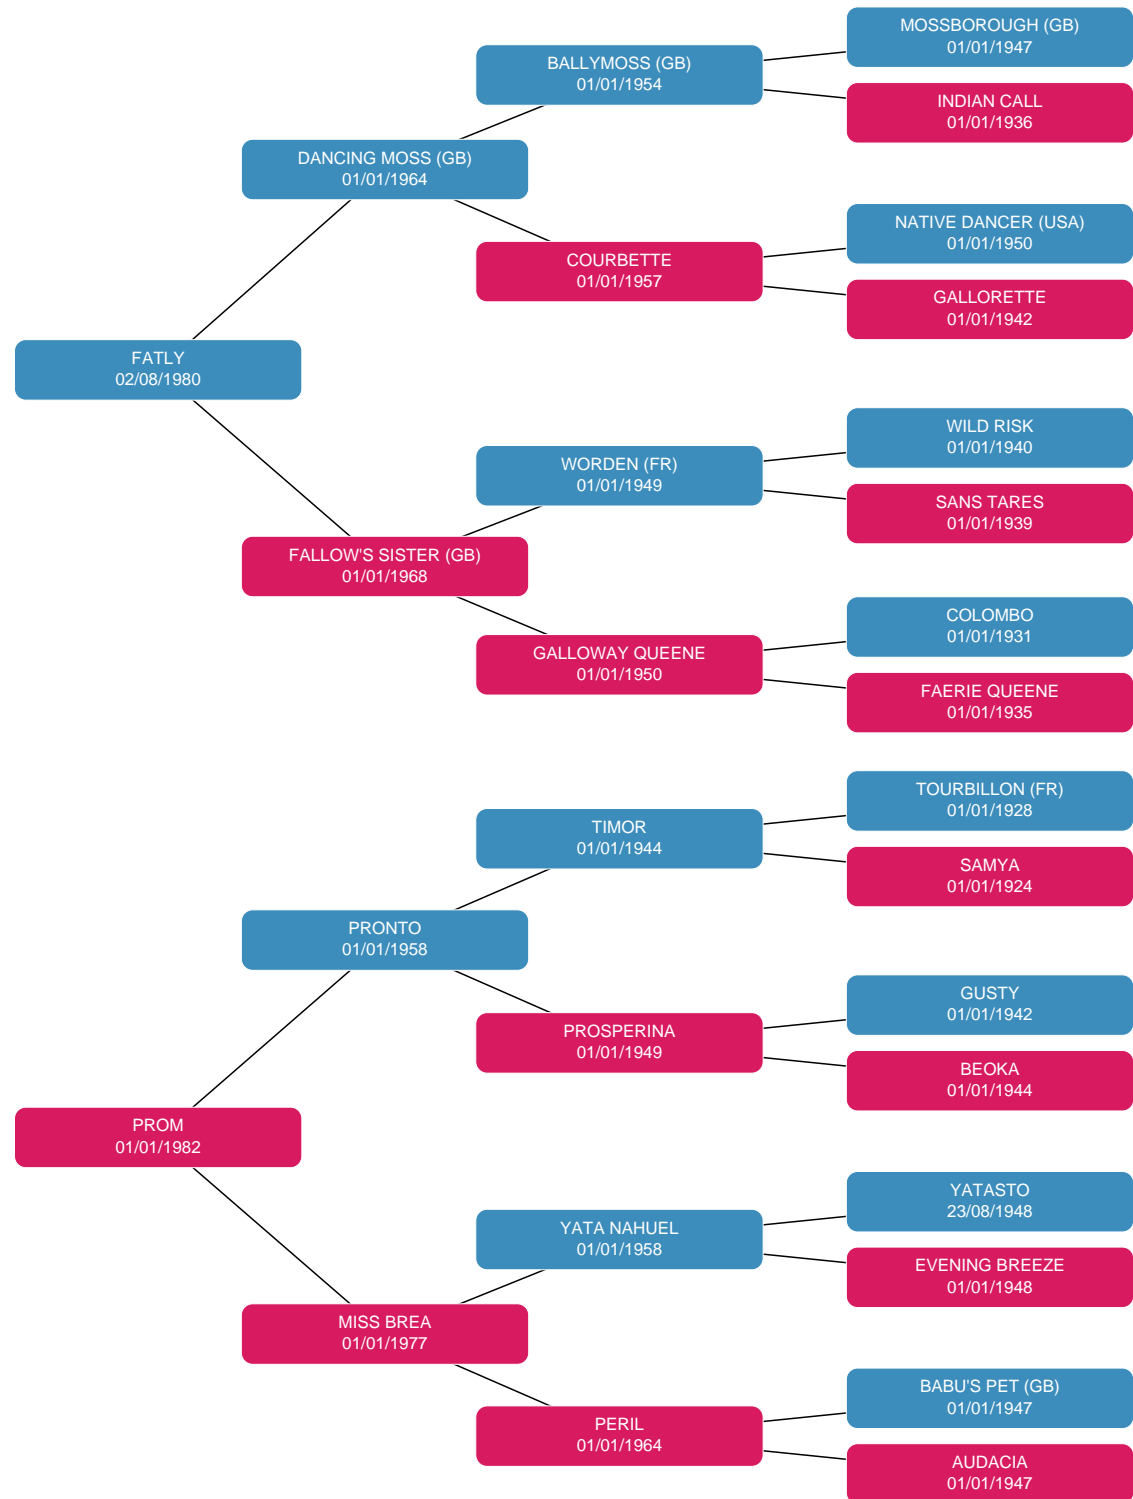 MOSSBOROUGH (GB)
01/01/1947
BALLYMOSS (GB)
01/01/1954
INDIAN CALL
01/01/1936
DANCING MOSS (GB)
01/01/1964
NATIVE DANCER (USA)
01/01/1950
COURBETTE
01/01/1957
GALLORETTE
01/01/1942
FATLY
02/08/1980
WILD RISK
01/01/1940
WORDEN (FR)
01/01/1949
SANS TARES
01/01/1939
FALLOW'S SISTER (GB)
01/01/1968
COLOMBO
01/01/1931
GALLOWAY QUEENE
01/01/1950
FAERIE QUEENE
01/01/1935
TOURBILLON (FR)
01/01/1928
TIMOR
01/01/1944
SAMYA
01/01/1924
PRONTO
01/01/1958
GUSTY
01/01/1942
PROSPERINA
01/01/1949
BEOKA
01/01/1944
PROM
01/01/1982
YATASTO
23/08/1948
YATA NAHUEL
01/01/1958
EVENING BREEZE
01/01/1948
MISS BREA
01/01/1977
BABU'S PET (GB)
01/01/1947
PERIL
01/01/1964
AUDACIA
01/01/1947